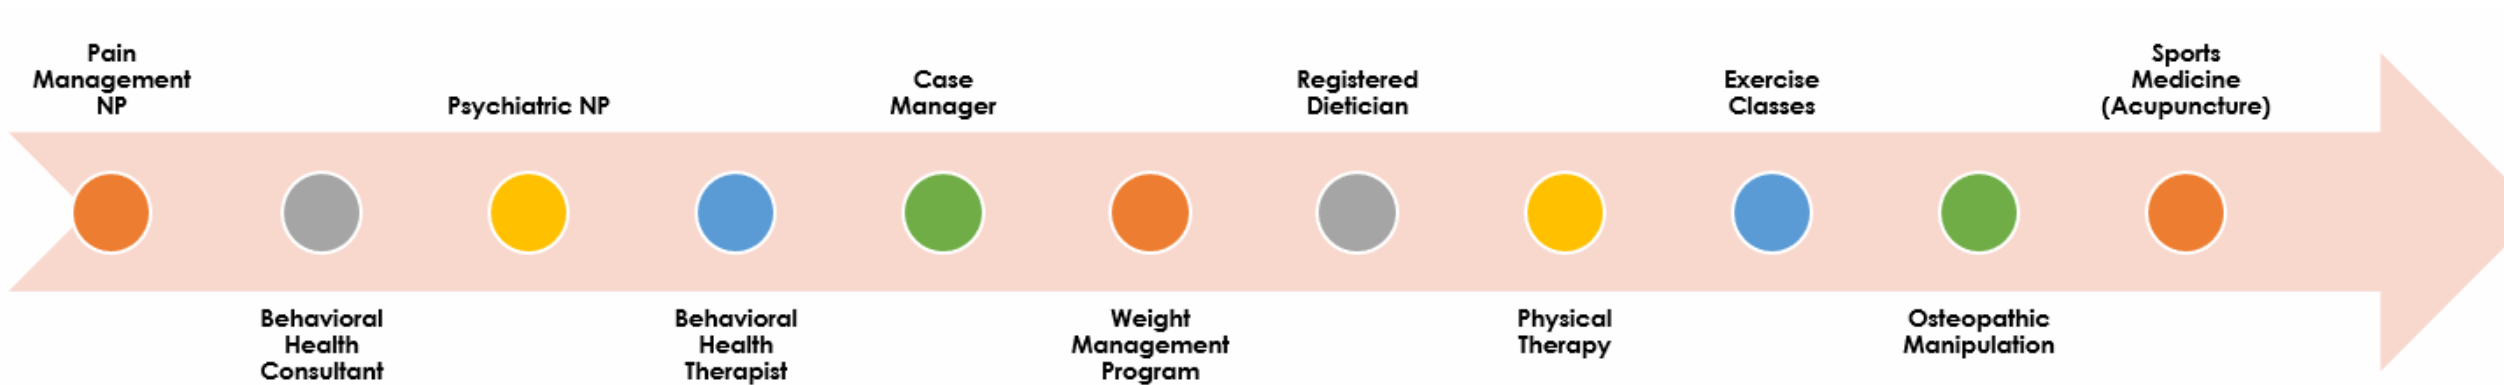 Pain
Management
NP
Behavioral
Health
Consultant
Psychiatric NP
Behavioral
Health
Therapist
Case
Manager
Weight
Management
Program
Registered
Dietician
Physical
Therapy
Exercise
Classes
Osteopathic
Manipulation
Sports
Medicine
(Acupuncture)